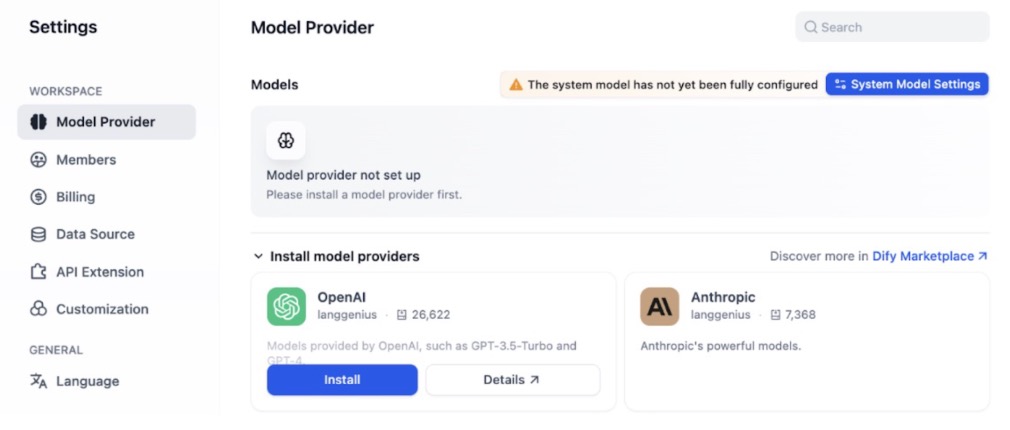 Settings
WORKSPACE
Model Provider
Members
Billing
Data Source
API Extension
Customization
GENERAL
Language
Model Provider
Search
Models
The system model has not yet been fully configured
System Model Settings
Model provider not set up
Please install a model provider first.
Install model providers
Discover more in Dify Marketplace
OpenAI
langgenius · 26,622
Models provided by OpenAI, such as GPT-3.5-Turbo and
GPT-4.
Install
Details
Anthropic
langgenius · 7,368
Anthropic's powerful models.